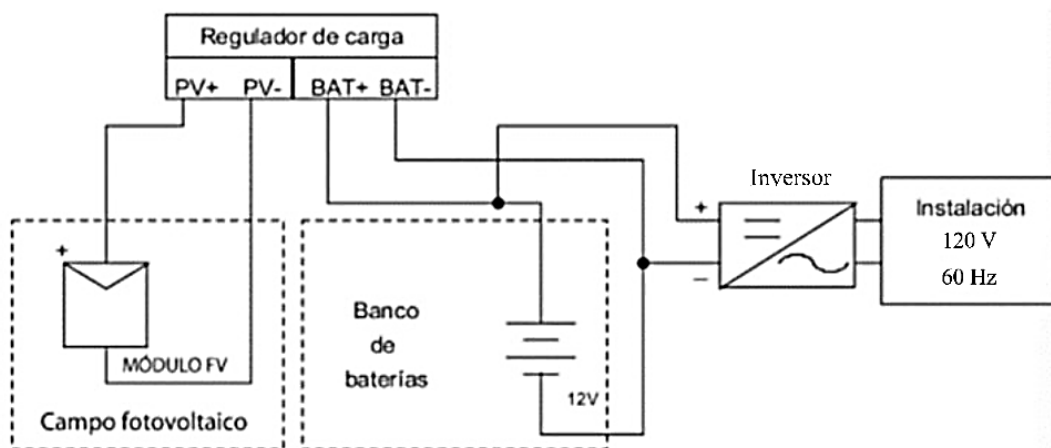 Regulador de carga
PV+ PV- BAT+ BAT-
Inversor
+
–
Instalación
120 V
60 Hz
+
MÓDULO FV
Campo fotovoltaico
Banco
de
baterías
12V